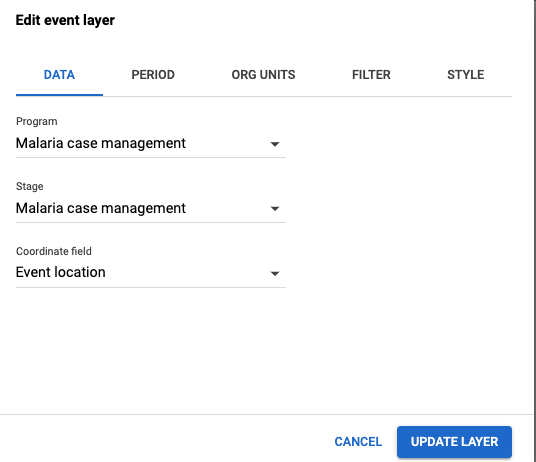 Edit event layer
DATA PERIOD ORG UNITS FILTER STYLE
Program
Malaria case management
Stage
Malaria case management
Coordinate field
Event location
CANCEL UPDATE LAYER